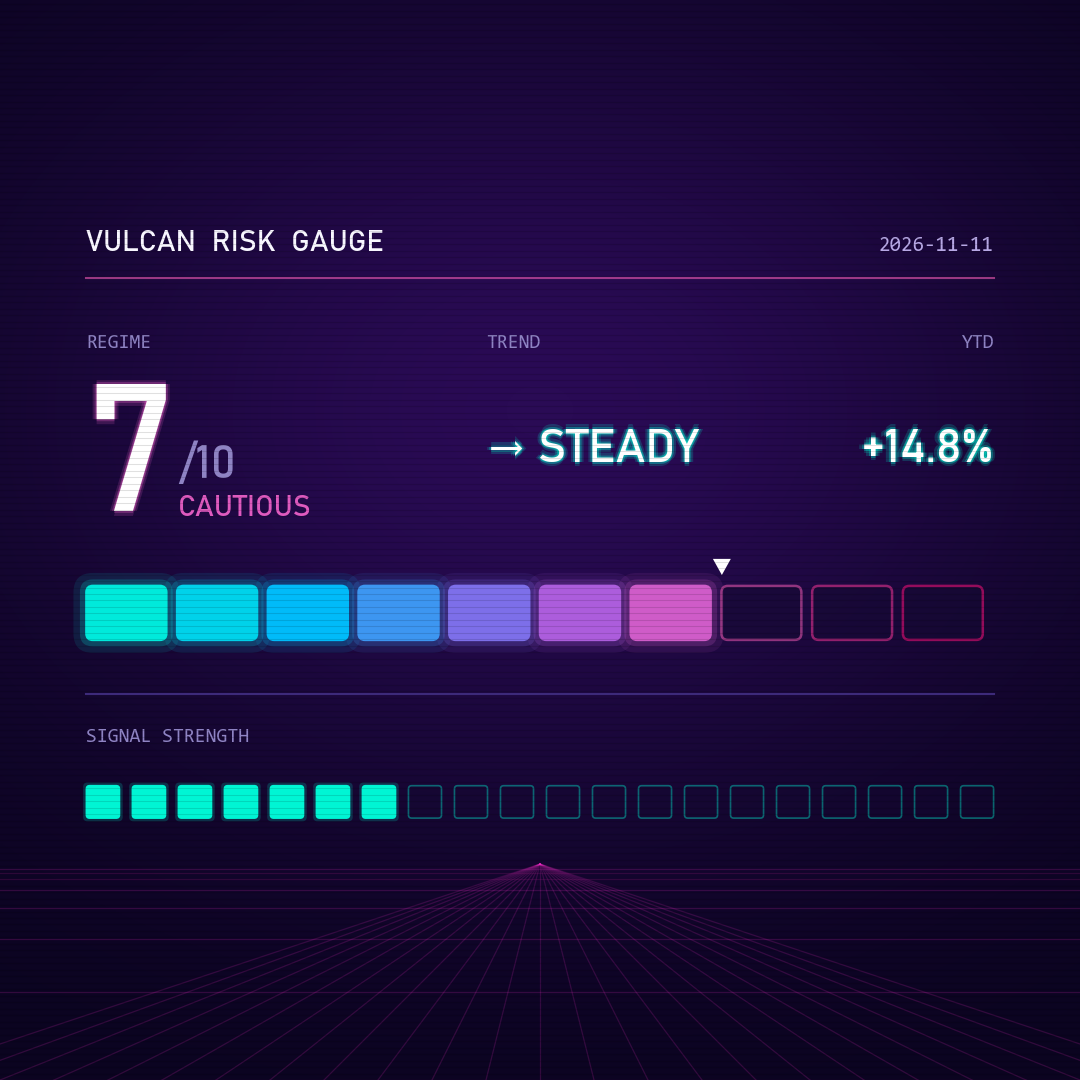 VULCAN RISK GAUGE
2026-11-11
REGIME
TREND
YTD
7
/10
CAUTIOUS
→ STEADY
+14.8%
SIGNAL STRENGTH